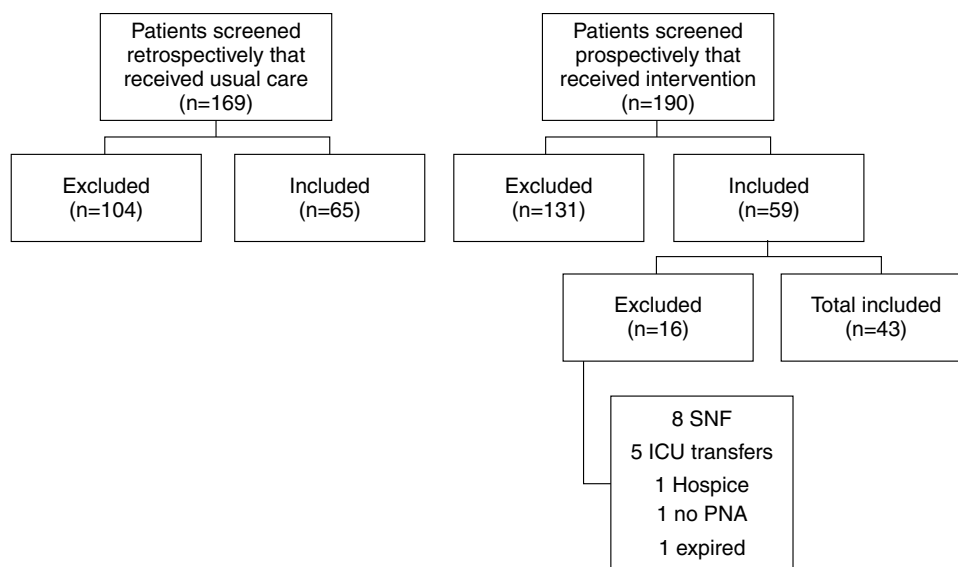 Patients screened
retrospectively that
received usual care
(n=169)
Excluded
(n=104)
Included
(n=65)
Patients screened
prospectively that
received intervention
(n=190)
Excluded
(n=131)
Included
(n=59)
Excluded
(n=16)
Total included
(n=43)
8 SNF
5 ICU transfers
1 Hospice
1 no PNA
1 expired